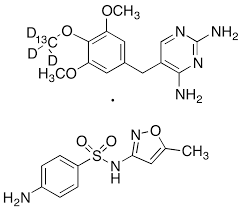 OCH₃
D O N NH₂
D ¹³C
D
OCH₃ N
NH₂
·
O O N O
S CH₃
N
H
H₂N